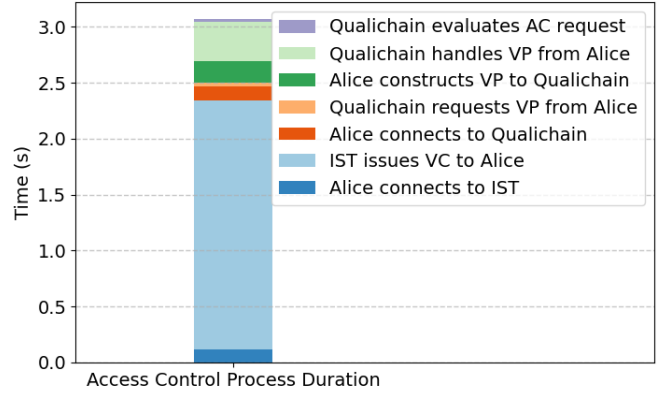 3.0
2.5
2.0
1.5
1.0
0.5
0.0
Time (s)
Qualichain evaluates AC request
Qualichain handles VP from Alice
Alice constructs VP to Qualichain
Qualichain requests VP from Alice
Alice connects to Qualichain
IST issues VC to Alice
Alice connects to IST
Access Control Process Duration